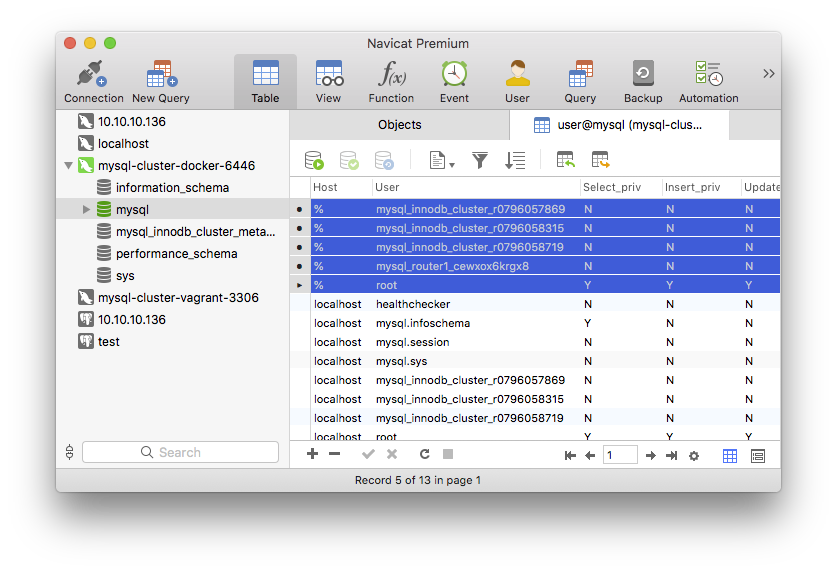 Navicat Premium
Connection New Query Table View Function Event User Query Backup Automation
10.10.10.136
localhost
mysql-cluster-docker-6446
information_schema
mysql
mysql_innodb_cluster_meta...
performance_schema
sys
mysql-cluster-vagrant-3306
10.10.10.136
test
Search
Objects user@mysql (mysql-clus...
Host User Select_priv Insert_priv Update
% mysql_innodb_cluster_r0796057869 N N N
% mysql_innodb_cluster_r0796058315 N N N
% mysql_innodb_cluster_r0796058719 N N N
% mysql_router1_cewxox6krgx8 N N N
% root Y Y Y
localhost healthchecker N N N
localhost mysql.infoschema Y N N
localhost mysql.session N N N
localhost mysql.sys N N N
localhost mysql_innodb_cluster_r0796057869 N N N
localhost mysql_innodb_cluster_r0796058315 N N N
localhost mysql_innodb_cluster_r0796058719 N N N
localhost root Y Y Y
1
Record 5 of 13 in page 1